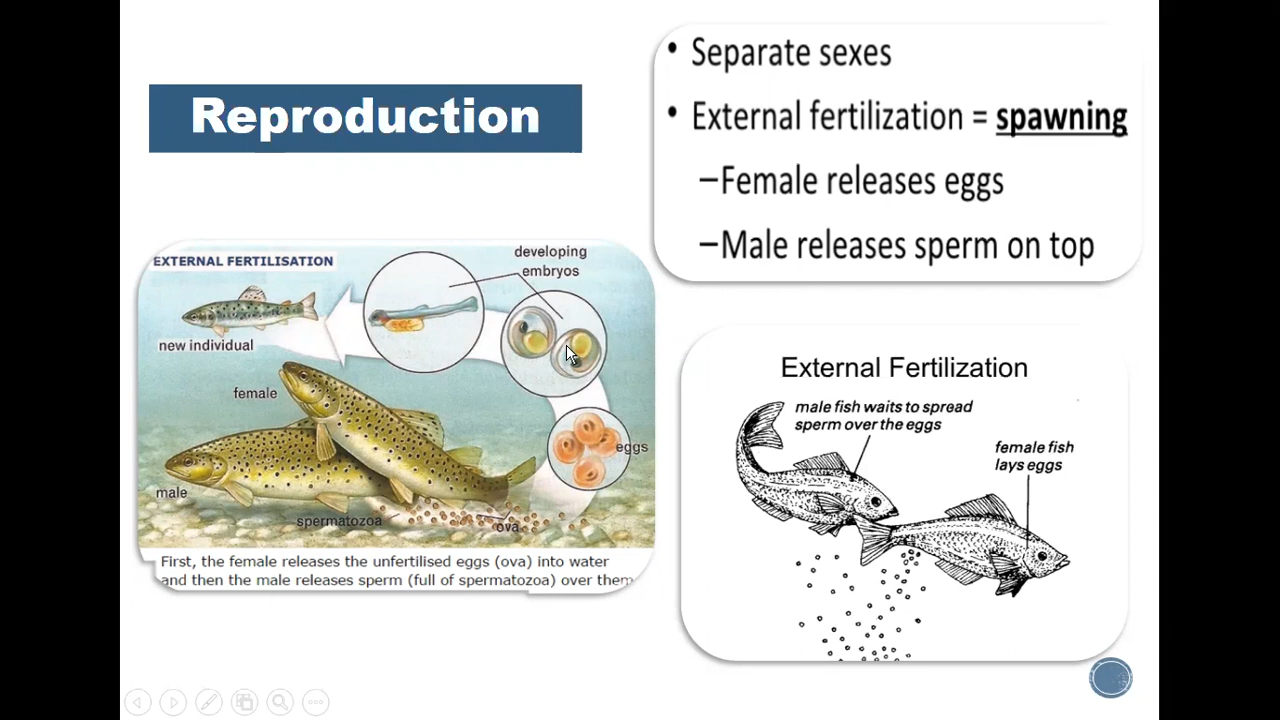 Reproduction
• Separate sexes
• External fertilization = spawning
–Female releases eggs
–Male releases sperm on top
EXTERNAL FERTILISATION
developing
embryos
new individual
female
eggs
male
spermatozoa
ova
First, the female releases the unfertilised eggs (ova) into water
and then the male releases sperm (full of spermatozoa) over them
External Fertilization
male fish waits to spread
sperm over the eggs
female fish
lays eggs